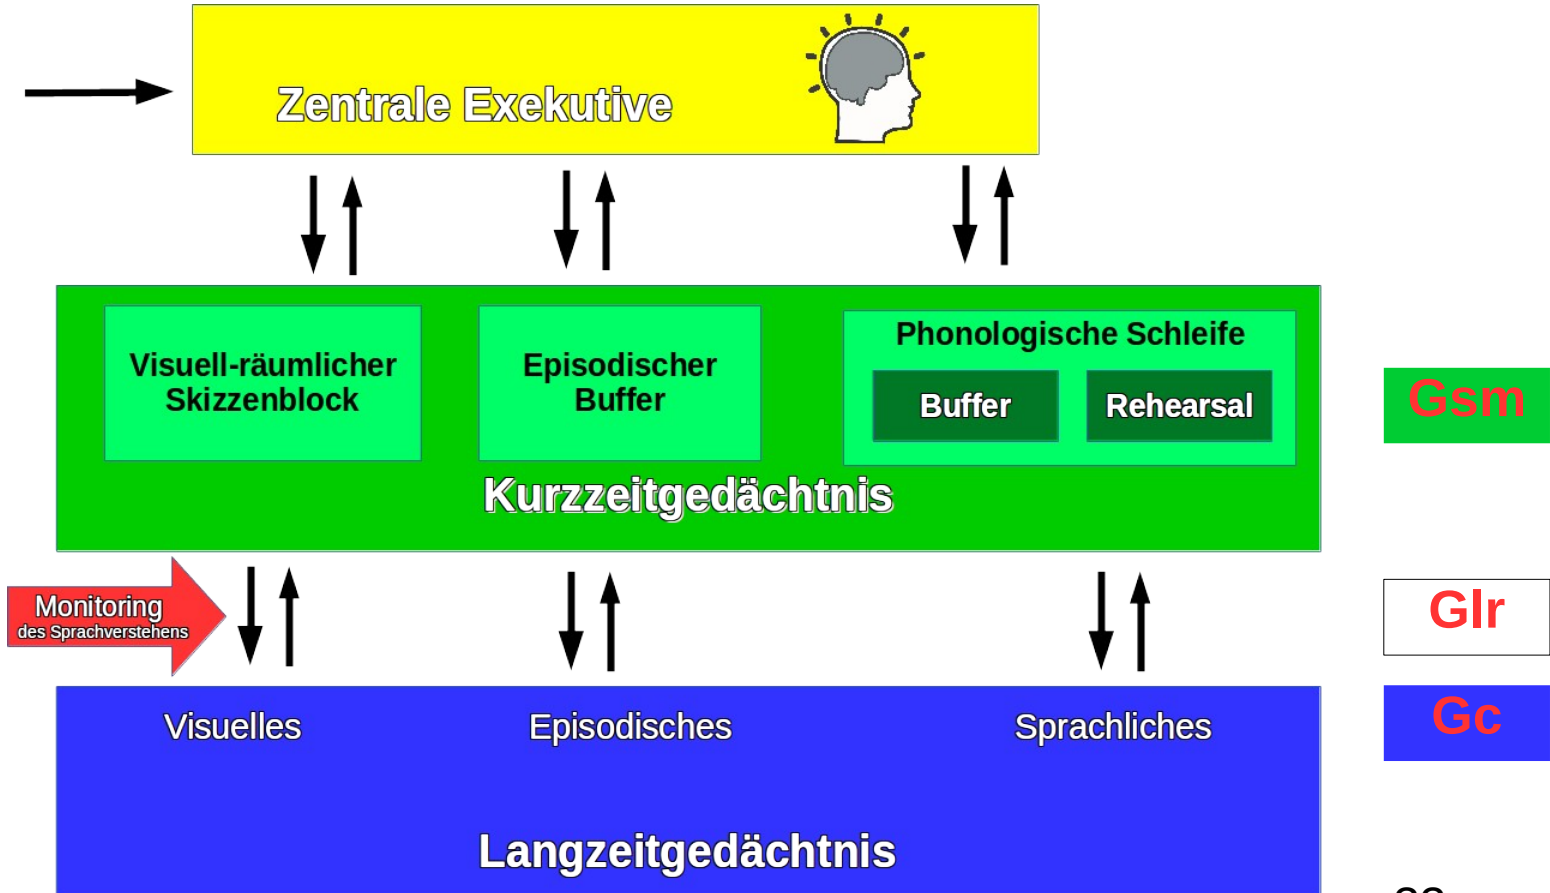 Zentrale Exekutive
Visuell-räumlicher
Skizzenblock
Episodischer
Buffer
Phonologische Schleife
Buffer
Rehearsal
Kurzzeitgedächtnis
Gsm
Monitoring
des Sprachverstehens
Glr
Visuelles
Episodisches
Sprachliches
Gc
Langzeitgedächtnis